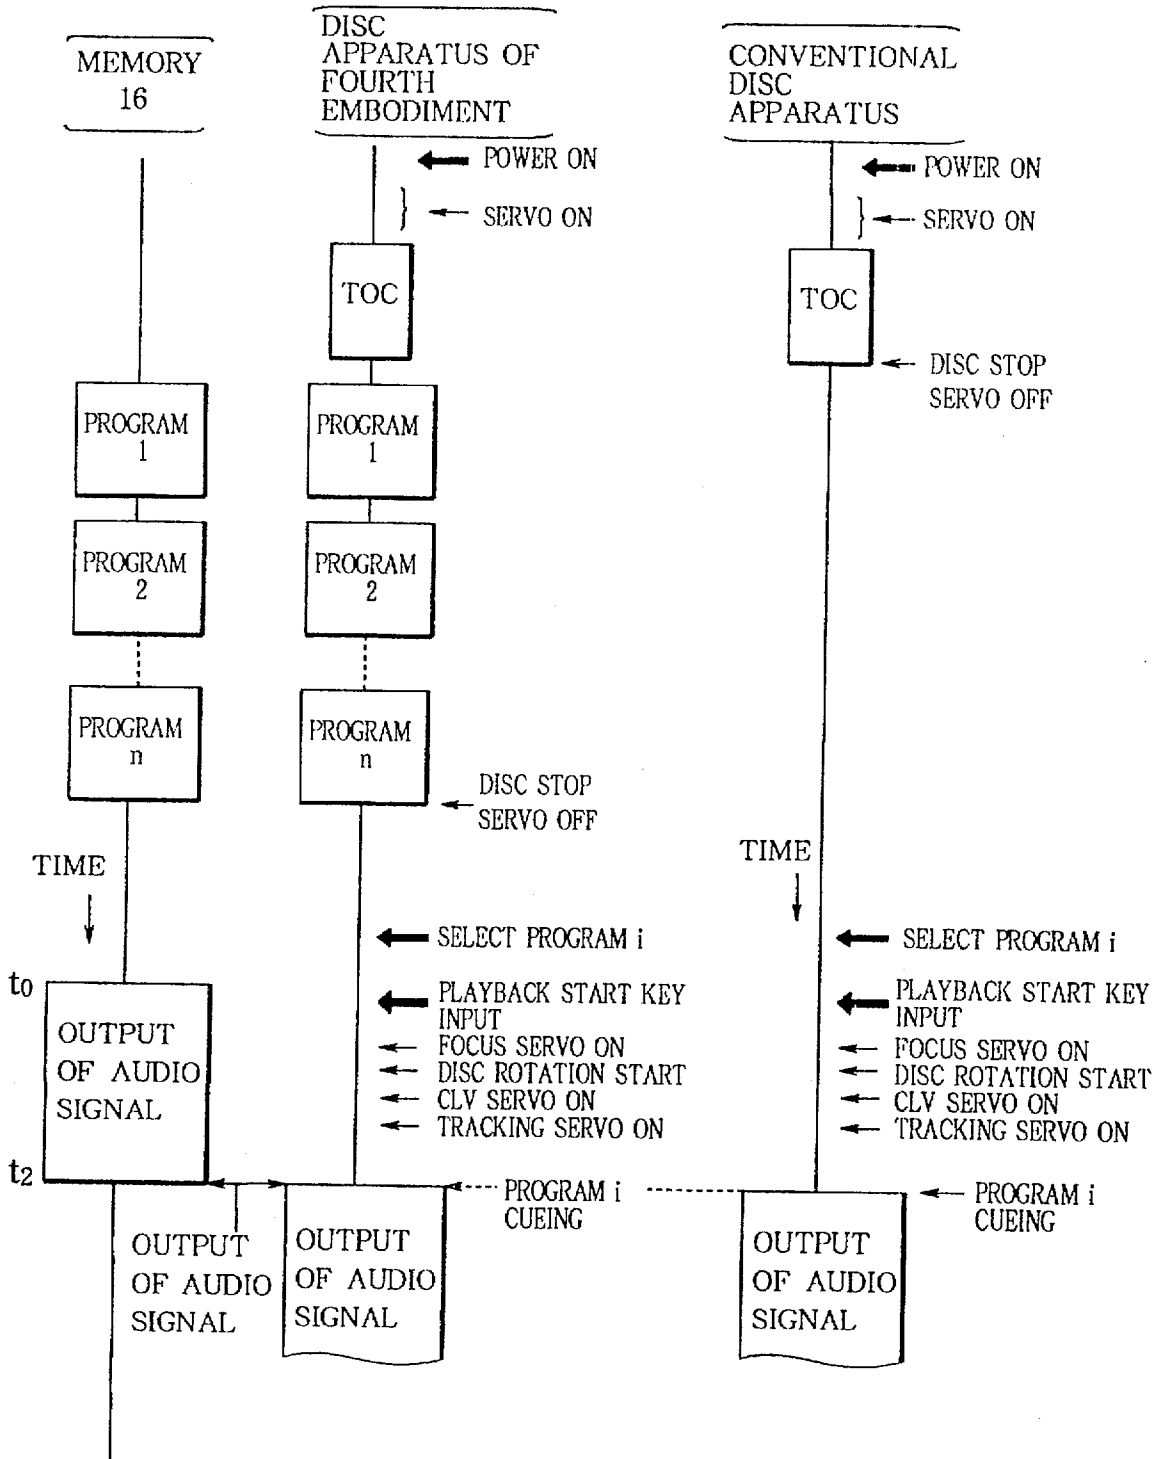 MEMORY
16
DISC
APPARATUS OF
FOURTH
EMBODIMENT
CONVENTIONAL
DISC
APPARATUS
POWER ON
SERVO ON
TOC
POWER ON
SERVO ON
TOC
DISC STOP
SERVO OFF
PROGRAM
1
PROGRAM
1
PROGRAM
2
PROGRAM
2
PROGRAM
n
PROGRAM
n
DISC STOP
SERVO OFF
TIME
TIME
SELECT PROGRAM i
SELECT PROGRAM i
t0
PLAYBACK START KEY
INPUT
FOCUS SERVO ON
DISC ROTATION START
CLV SERVO ON
TRACKING SERVO ON
PLAYBACK START KEY
INPUT
FOCUS SERVO ON
DISC ROTATION START
CLV SERVO ON
TRACKING SERVO ON
OUTPUT
OF AUDIO
SIGNAL
t2
PROGRAM i
CUEING
PROGRAM i
CUEING
OUTPUT
OF AUDIO
SIGNAL
OUTPUT
OF AUDIO
SIGNAL
OUTPUT
OF AUDIO
SIGNAL